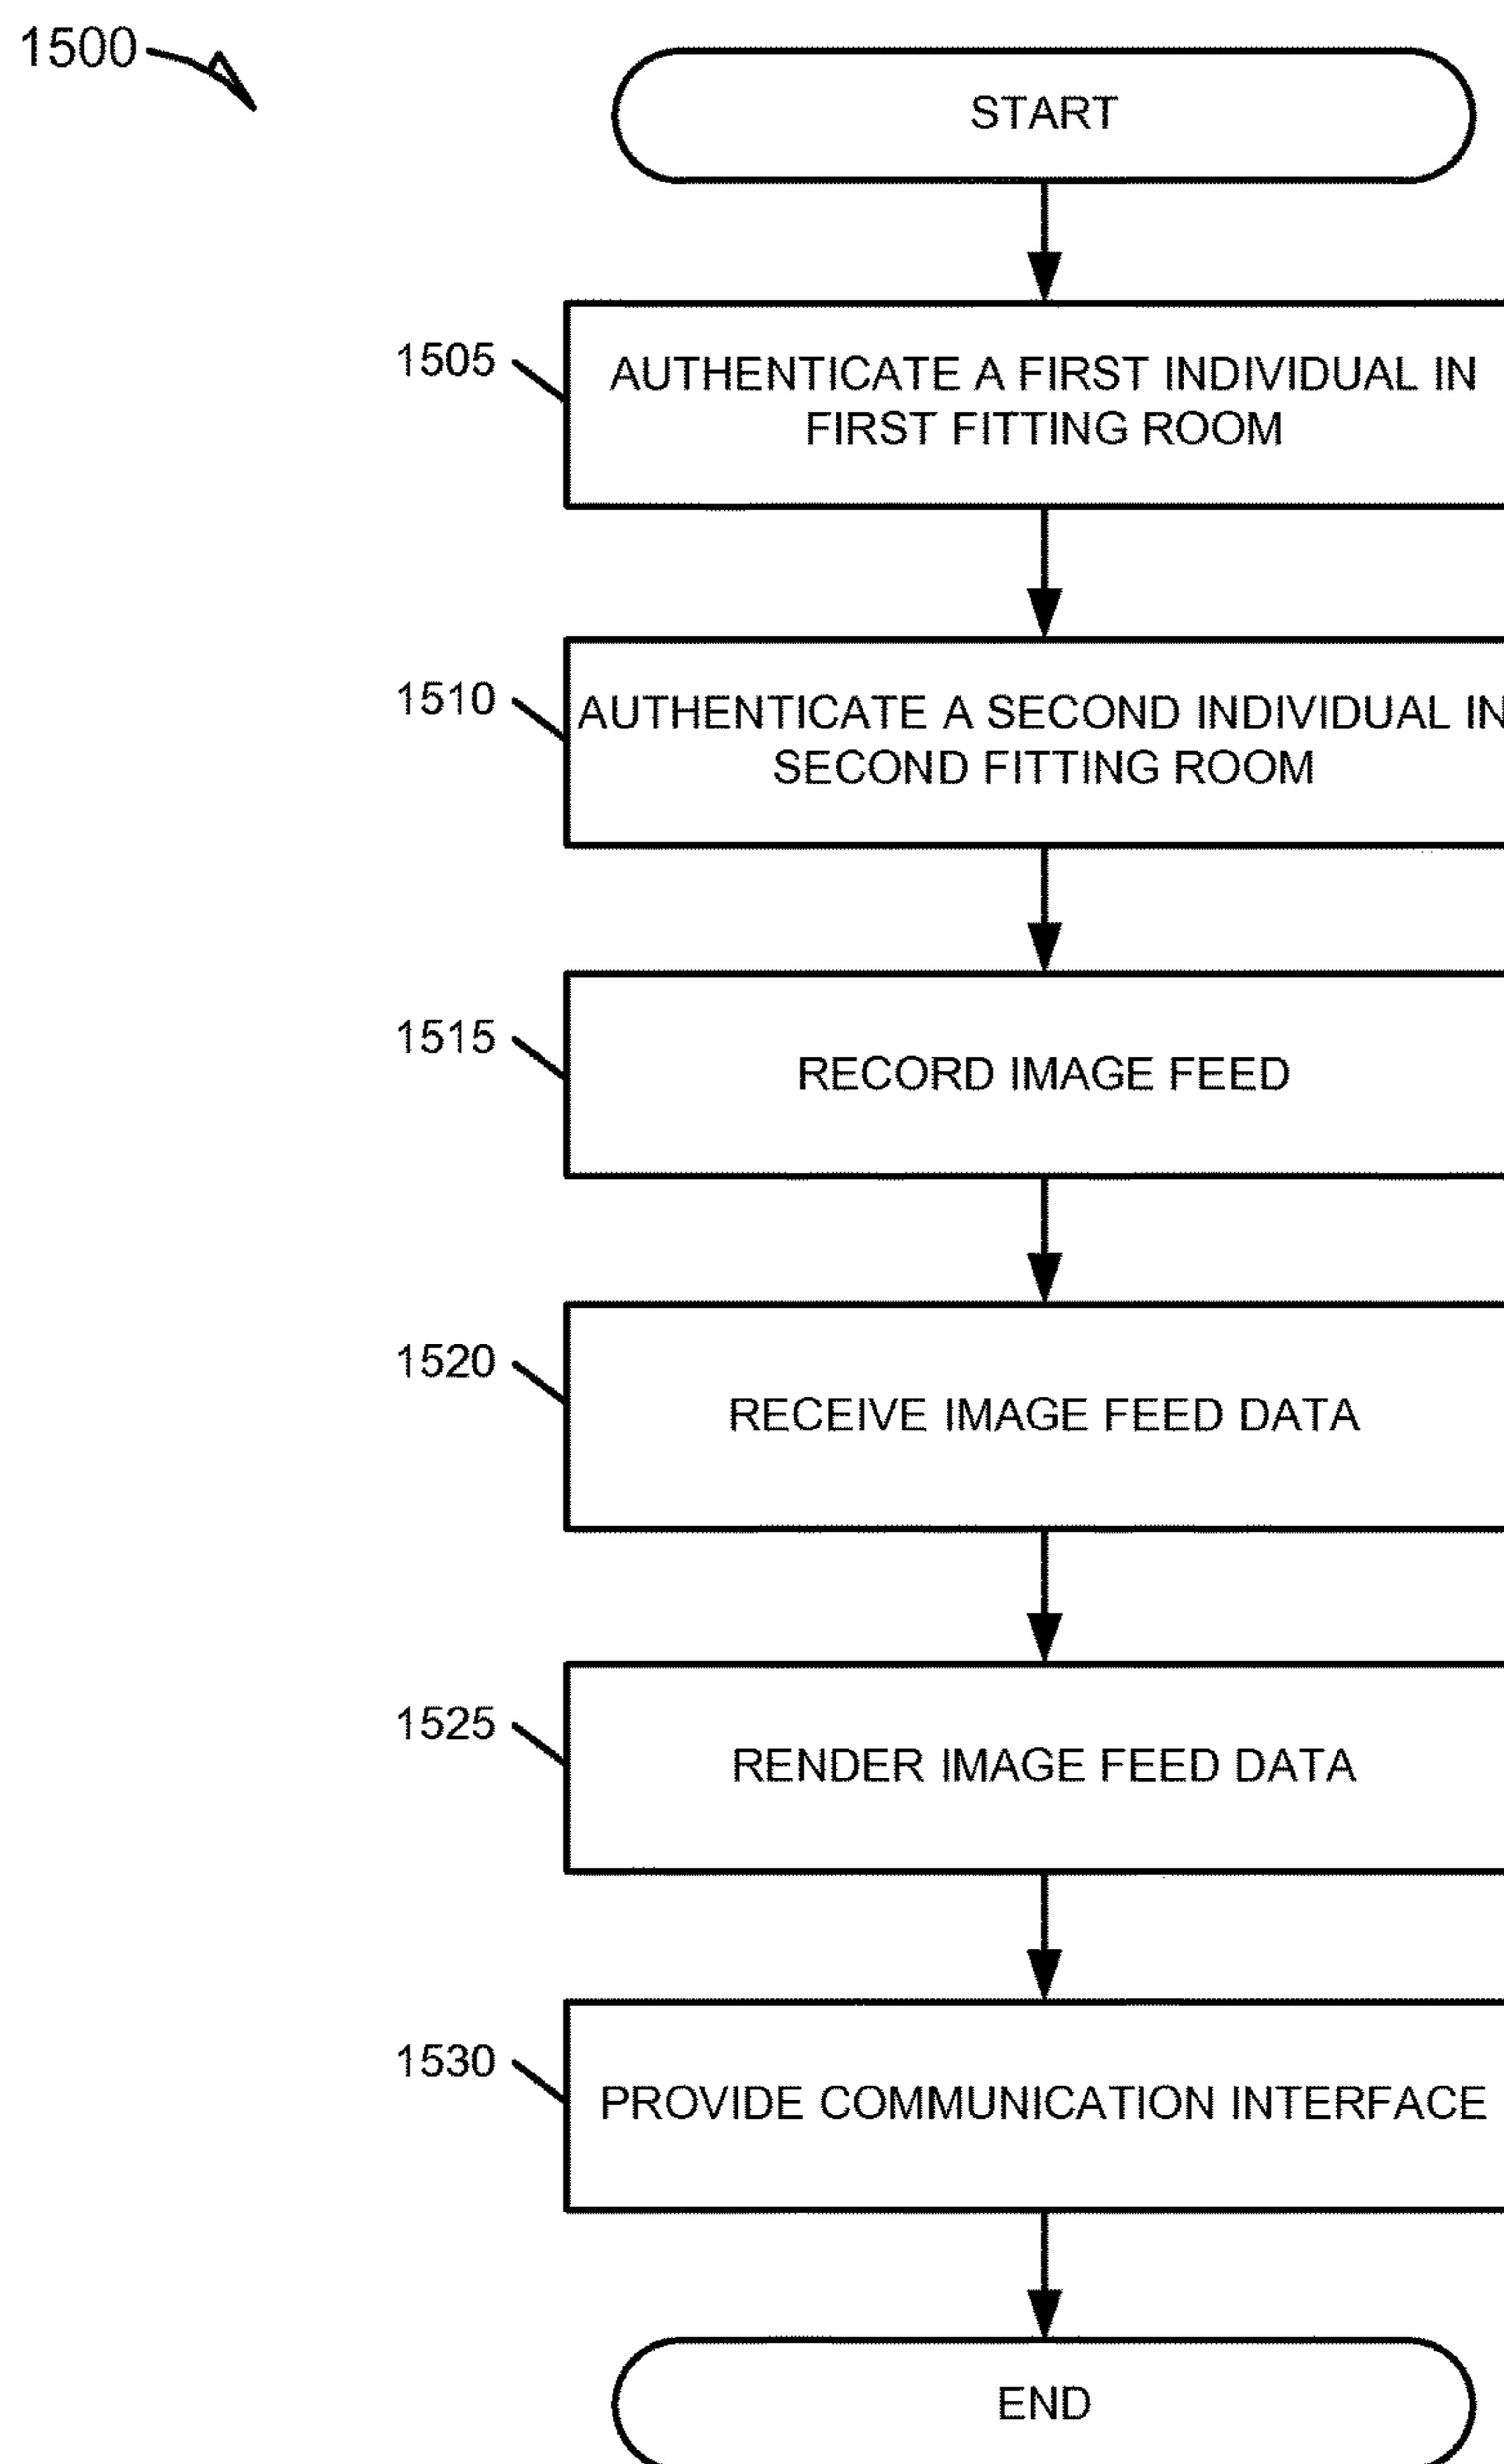 1500
START
1505
AUTHENTICATE A FIRST INDIVIDUAL IN
FIRST FITTING ROOM
1510
AUTHENTICATE A SECOND INDIVIDUAL IN
SECOND FITTING ROOM
1515
RECORD IMAGE FEED
1520
RECEIVE IMAGE FEED DATA
1525
RENDER IMAGE FEED DATA
1530
PROVIDE COMMUNICATION INTERFACE
END